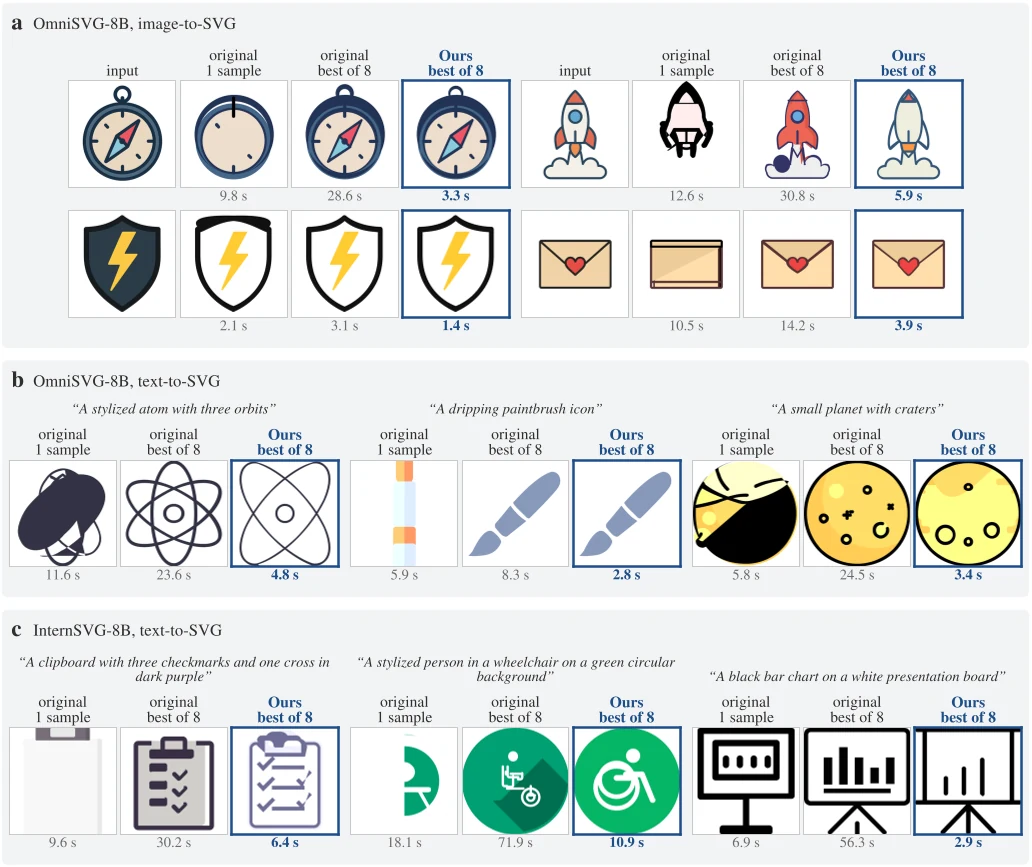 a OmniSVG-8B, image-to-SVG
input
original
1 sample
original
best of 8
Ours
best of 8
input
original
1 sample
original
best of 8
Ours
best of 8
9.8 s
28.6 s
3.3 s
12.6 s
30.8 s
5.9 s
2.1 s
3.1 s
1.4 s
10.5 s
14.2 s
3.9 s
b OmniSVG-8B, text-to-SVG
“A stylized atom with three orbits”
“A dripping paintbrush icon”
“A small planet with craters”
original
1 sample
original
best of 8
Ours
best of 8
original
1 sample
original
best of 8
Ours
best of 8
original
1 sample
original
best of 8
Ours
best of 8
11.6 s
23.6 s
4.8 s
5.9 s
8.3 s
2.8 s
5.8 s
24.5 s
3.4 s
c InternSVG-8B, text-to-SVG
“A clipboard with three checkmarks and one cross in
dark purple”
“A stylized person in a wheelchair on a green circular
background”
“A black bar chart on a white presentation board”
original
1 sample
original
best of 8
Ours
best of 8
original
1 sample
original
best of 8
Ours
best of 8
original
1 sample
original
best of 8
Ours
best of 8
9.6 s
30.2 s
6.4 s
18.1 s
71.9 s
10.9 s
6.9 s
56.3 s
2.9 s